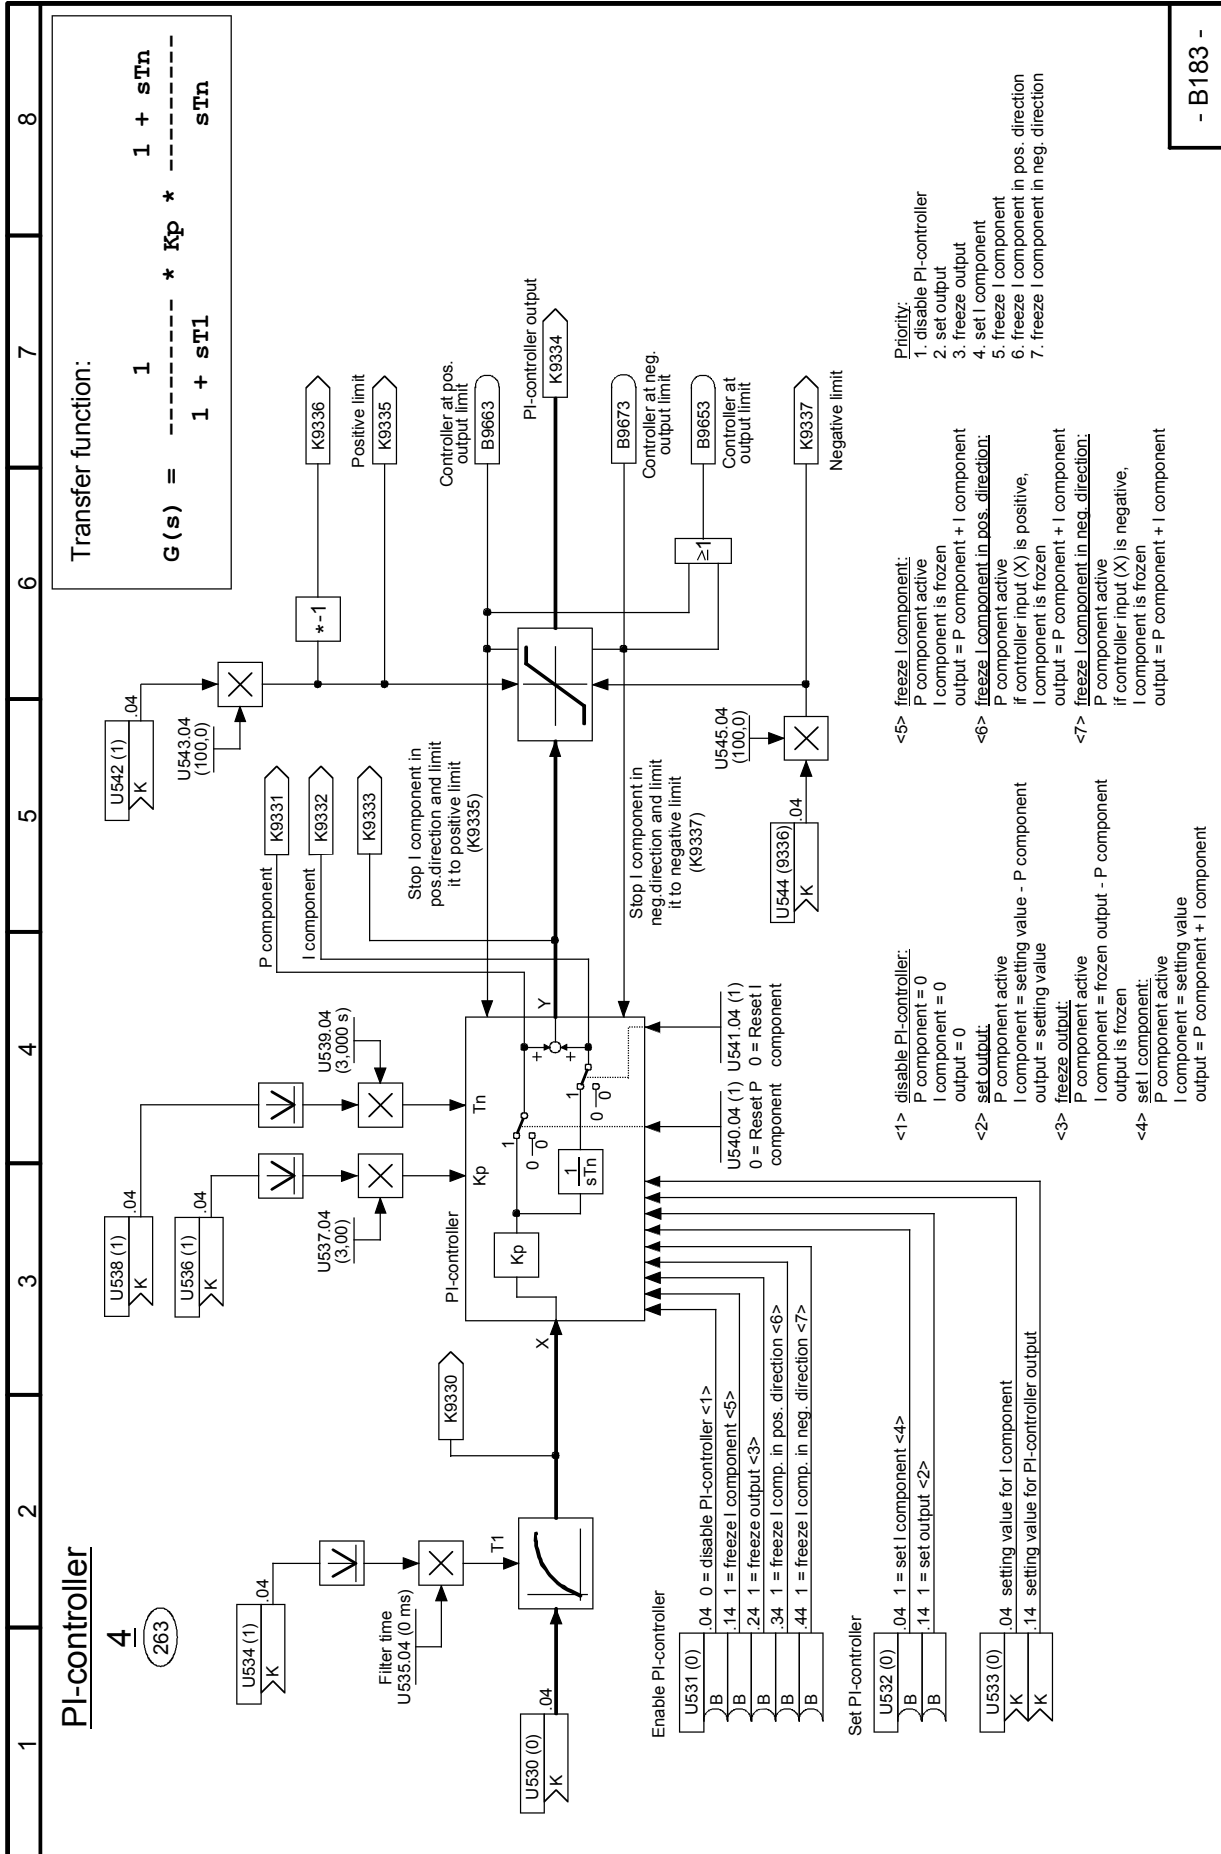 1 2 3 4 5 6 7 8
PI-controller
4
263
Transfer function:
1 1 + sTn
G(s) = --------- * Kp * ---------
1 + sT1 sTn
U534 (1)
K
.04
Filter time
U535.04 (0 ms)
T1
U530 (0)
K
.04
K9330
X
U538 (1)
K
.04
U536 (1)
K
.04
U537.04
(3,00)
U539.04
(3,000 s)
PI-controller
Kp
Tn
Kp
1
sTn
1
0
0
1
0
0
+
+
Y
U540.04 (1)
0 = Reset P
component
U541.04 (1)
0 = Reset I
component
P component
K9331
I component
K9332
K9333
Stop I component in
pos.direction and limit
it to positive limit
(K9335)
Stop I component in
neg.direction and limit
it to negative limit
(K9337)
U542 (1)
K
.04
U543.04
(100,0)
U544 (9336)
K
.04
U545.04
(100,0)
*-1
≥1
K9336
Positive limit
K9335
Controller at pos.
output limit
B9663
PI-controller output
K9334
B9673
Controller at neg.
output limit
B9653
Controller at
output limit
K9337
Negative limit
Enable PI-controller
U531 (0)
B .04 0 = disable PI-controller <1>
B .14 1 = freeze I component <5>
B .24 1 = freeze output <3>
B .34 1 = freeze I comp. in pos. direction <6>
B .44 1 = freeze I comp. in neg. direction <7>
Set PI-controller
U532 (0)
B .04 1 = set I component <4>
B .14 1 = set output <2>
U533 (0)
K .04 setting value for I component
K .14 setting value for PI-controller output
<1> disable PI-controller:
P component = 0
I component = 0
output = 0
<2> set output:
P component active
I component = setting value - P component
output = setting value
<3> freeze output:
P component active
I component = frozen output - P component
output is frozen
<4> set I component:
P component active
I component = setting value
output = P component + I component
<5> freeze I component:
P component active
I component is frozen
output = P component + I component
<6> freeze I component in pos. direction:
P component active
if controller input (X) is positive,
I component is frozen
output = P component + I component
<7> freeze I component in neg. direction:
P component active
if controller input (X) is negative,
I component is frozen
output = P component + I component
Priority:
1. disable PI-controller
2. set output
3. freeze output
4. set I component
5. freeze I component
6. freeze I component in pos. direction
7. freeze I component in neg. direction
- B183 -